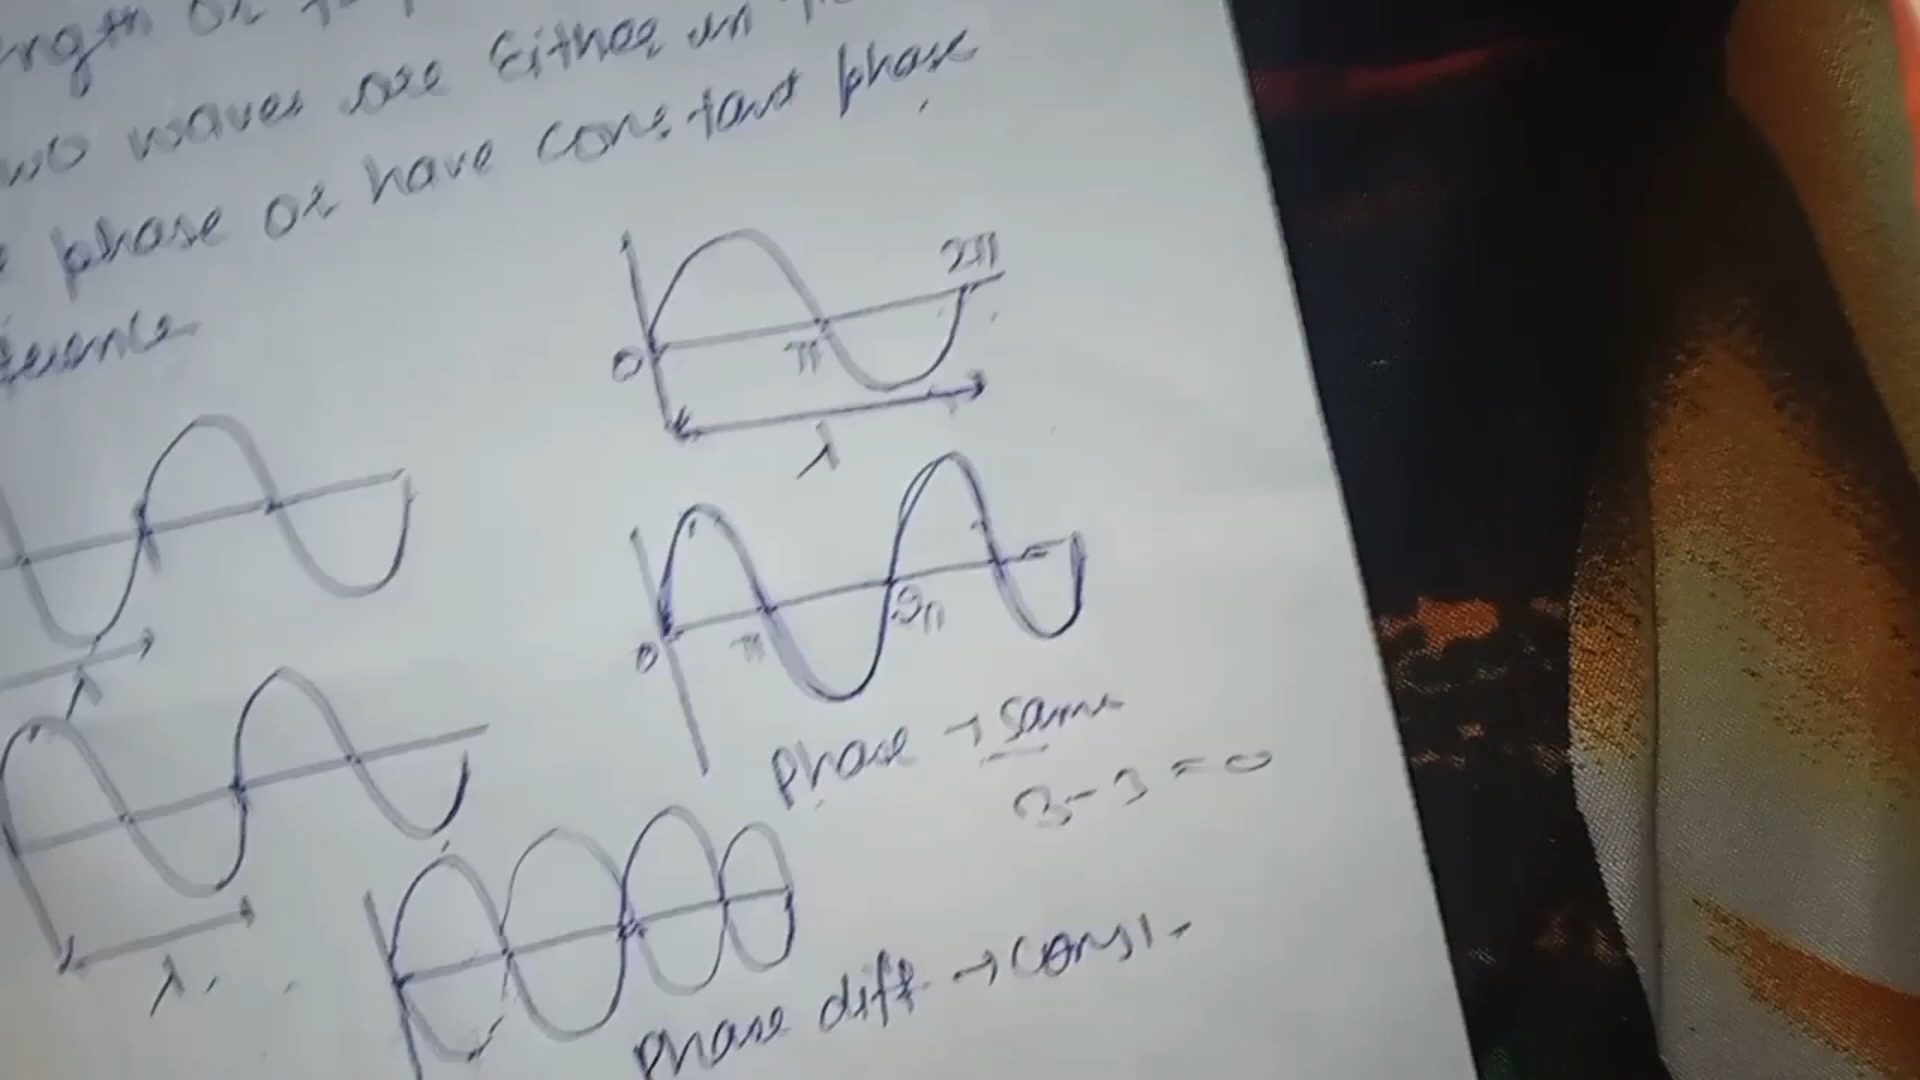 waves are Either in
phase or have constant phase
2π
0
π
λ
0
π
2π
λ
phase → same
3-3=0
λ.
phase diff → const.